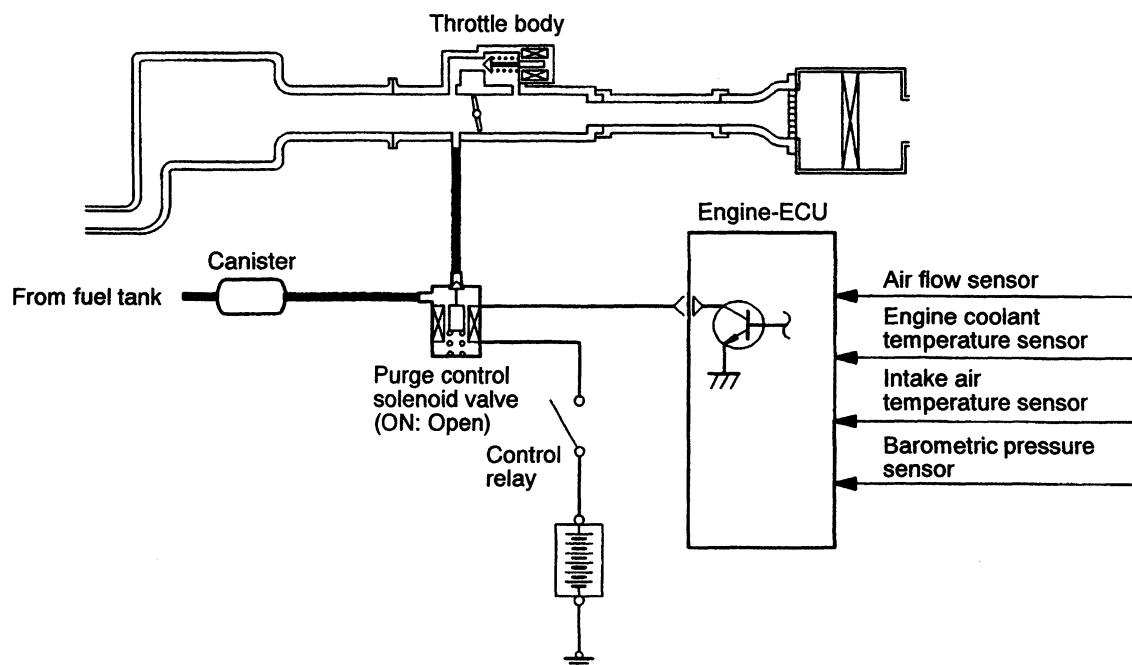 Throttle body
Engine-ECU
Canister
From fuel tank
Air flow sensor
Engine coolant
temperature sensor
Intake air
temperature sensor
Barometric pressure
sensor
Purge control
solenoid valve
(ON: Open)
Control
relay